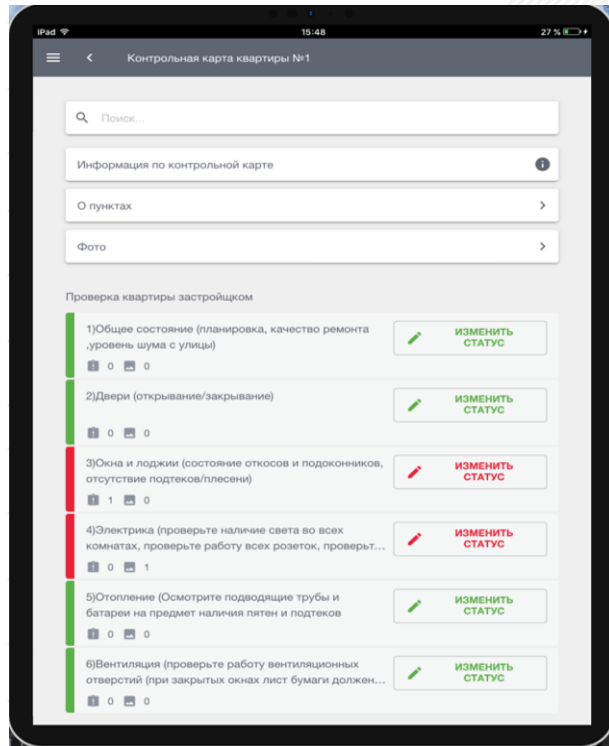 iPad 15:48 27 %
Контрольная карта квартиры №1
Поиск...
Информация по контрольной карте
О пунктах
Фото
Проверка квартиры застройщком
1)Общее состояние (планировка, качество ремонта
,уровень шума с улицы)
ИЗМЕНИТЬ
СТАТУС
0 0
2)Двери (открывание/закрывание)
ИЗМЕНИТЬ
СТАТУС
0 0
3)Окна и лоджии (состояние откосов и подоконников,
отсутствие подтеков/плесени)
ИЗМЕНИТЬ
СТАТУС
1 0
4)Электрика (проверьте наличие света во всех
комнатах, проверьте работу всех розеток, проверьт...
ИЗМЕНИТЬ
СТАТУС
0 1
5)Отопление (Осмотрите подводящие трубы и
батареи на предмет наличия пятен и подтеков
ИЗМЕНИТЬ
СТАТУС
0 0
6)Вентиляция (проверьте работу вентиляционных
отверстий (при закрытых окнах лист бумаги должен...
ИЗМЕНИТЬ
СТАТУС
0 0